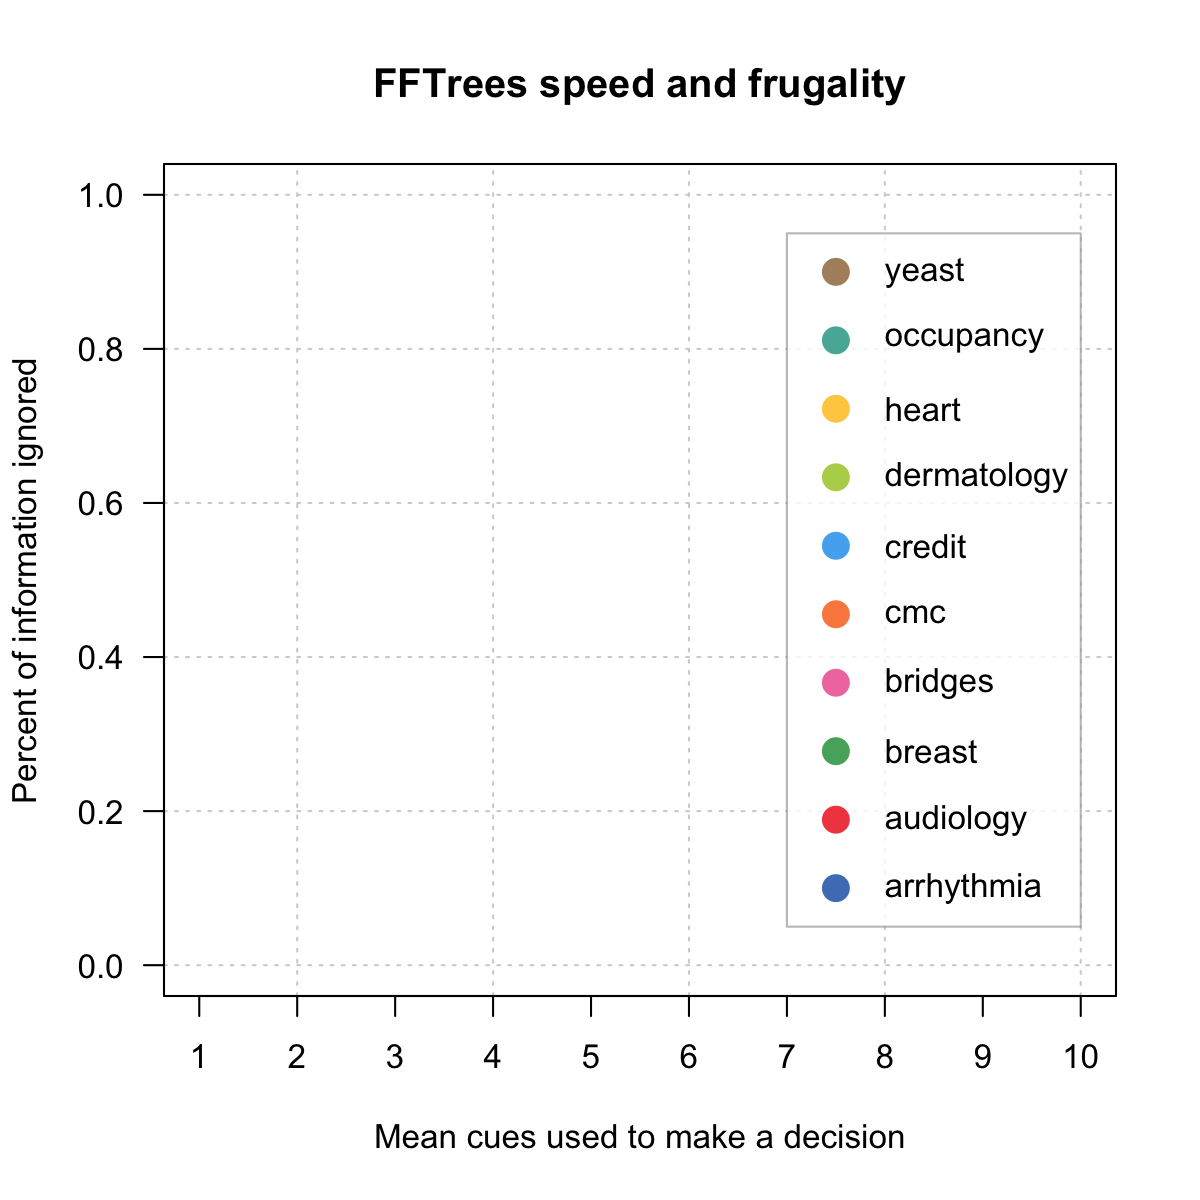 FFTrees speed and frugality
Percent of information ignored
1.0
0.8
0.6
0.4
0.2
0.0
yeast
occupancy
heart
dermatology
credit
cmc
bridges
breast
audiology
arrhythmia
1 2 3 4 5 6 7 8 9 10
Mean cues used to make a decision